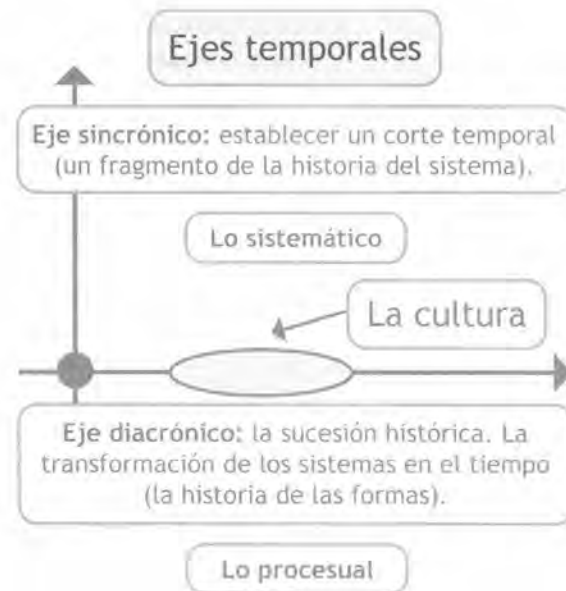 Ejes temporales
Eje sincrónico: establecer un corte temporal
(un fragmento de la historia del sistema).
Lo sistemático
La cultura
Eje diacrónico: la sucesión histórica. La
transformación de los sistemas en el tiempo
(la historia de las formas).
Lo procesual